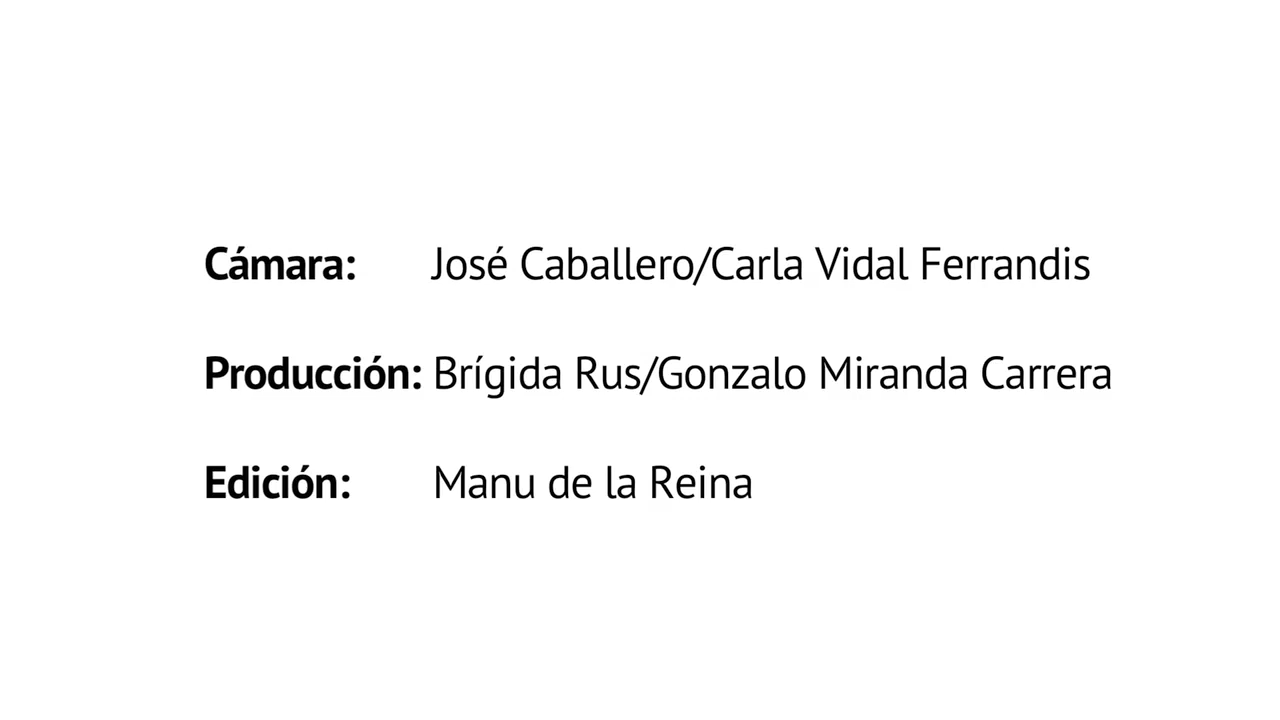 Cámara: José Caballero/Carla Vidal Ferrandis
Producción: Brígida Rus/Gonzalo Miranda Carrera
Edición: Manu de la Reina